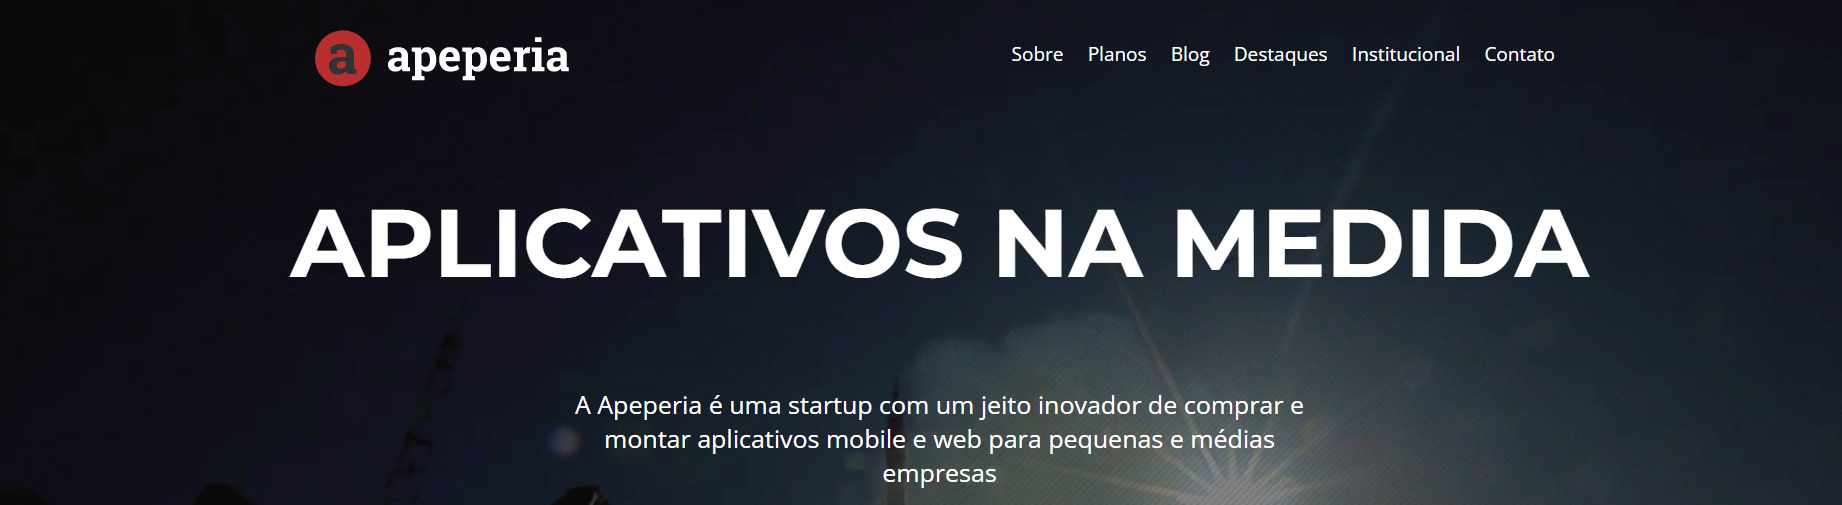 a apeperia
Sobre Planos Blog Destaques Institucional Contato
APLICATIVOS NA MEDIDA
A Apeperia é uma startup com um jeito inovador de comprar e
montar aplicativos mobile e web para pequenas e médias
empresas